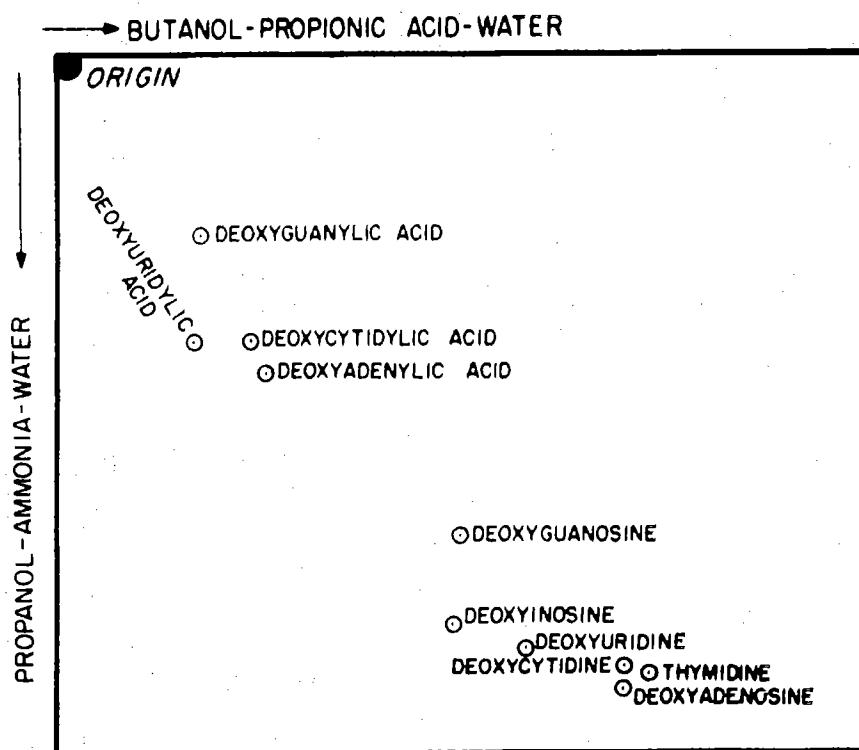 BUTANOL-PROPIONIC ACID-WATER
ORIGIN
PROPANOL-AMMONIA-WATER
DEOXYGUANYLIC ACID
DEOXYURIDYLIC
ACID
DEOXYCYTIDYLIC ACID
DEOXYADENYLIC ACID
DEOXYGUANOSINE
DEOXYINOSINE
DEOXYURIDINE
DEOXYCYTIDINE
THYMIDINE
DEOXYADENOSINE